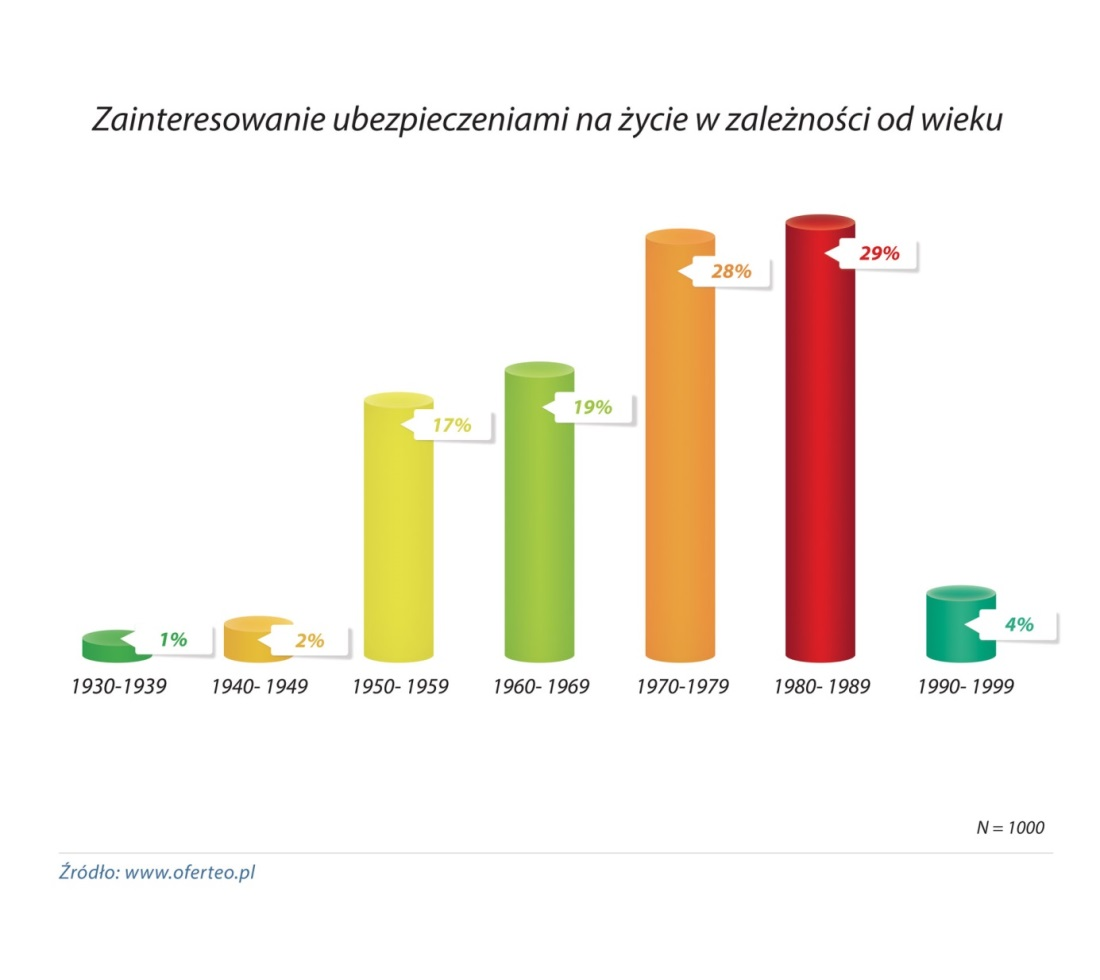 Zainteresowanie ubezpieczeniami na życie w zależności od wieku
29%
28%
19%
17%
4%
1%
2%
1930-1939 1940- 1949 1950- 1959 1960- 1969 1970-1979 1980- 1989 1990- 1999
N = 1000
Źródło: www.oferteo.pl